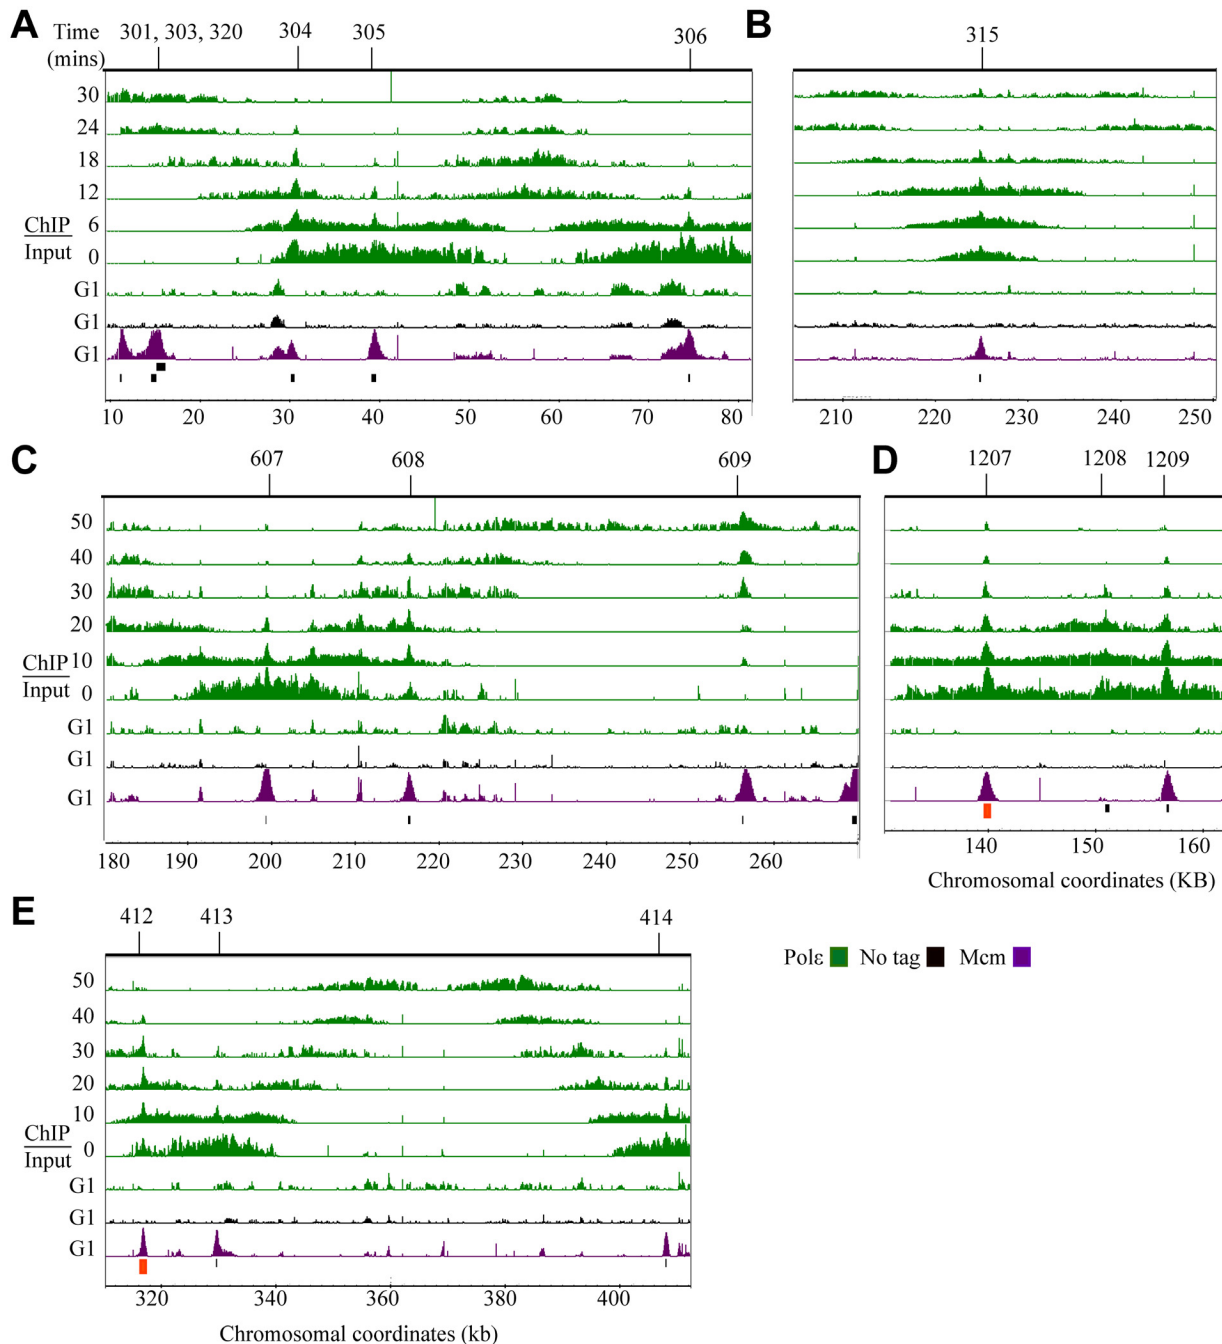 A
Time (mins)
301, 303, 320 304 305 306
30
24
18
12
6
0
ChIP
Input
G1
G1
G1
10 20 30 40 50 60 70 80
B
315
210 220 230 240 250
C
607 608 609
50
40
30
20
10
0
ChIP
Input
G1
G1
G1
180 190 200 210 220 230 240 250 260
D
1207 1208 1209
140 150 160
Chromosomal coordinates (KB)
E
412 413 414
50
40
30
20
10
0
ChIP
Input
G1
G1
G1
320 340 360 380 400
Chromosomal coordinates (kb)
Polε No tag Mcm